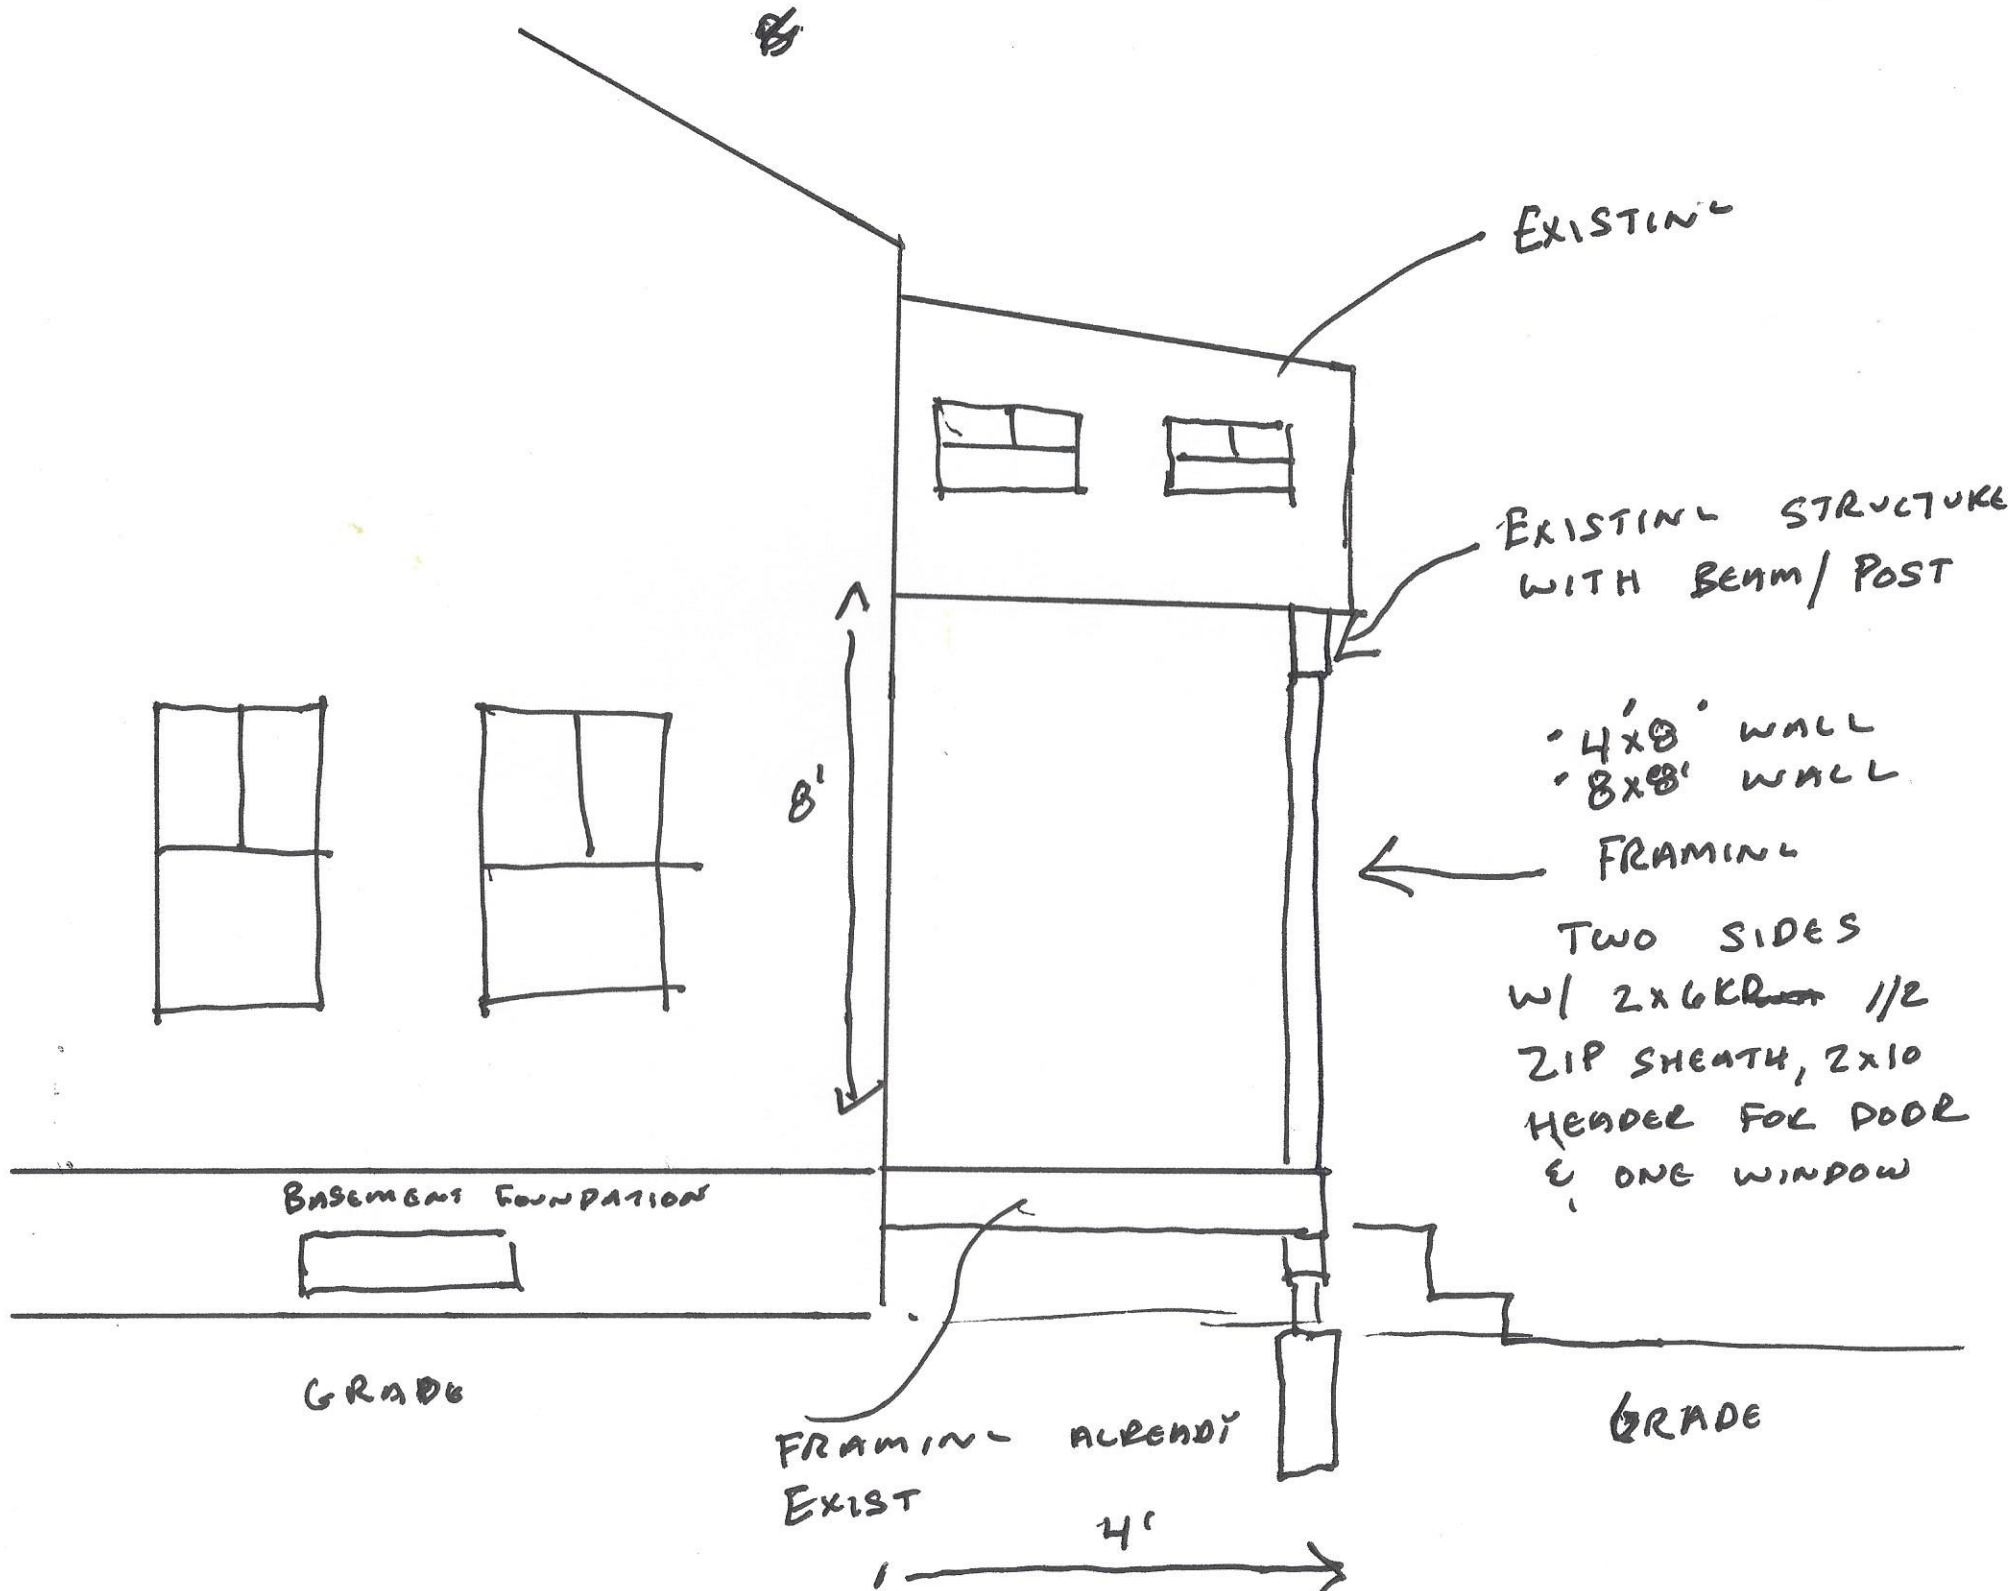 EXISTING
EXISTING STRUCTURE
WITH BEAM/POST
8'
• 4'x8' WALL
• 8x8' WALL
FRAMING
TWO SIDES
W/ 2x6KD 1/2
ZIP SHEATH, 2x10
HEADER FOR DOOR
& ONE WINDOW
BASEMENT FOUNDATION
GRADE
FRAMING ALREADY
EXIST
GRADE
4'